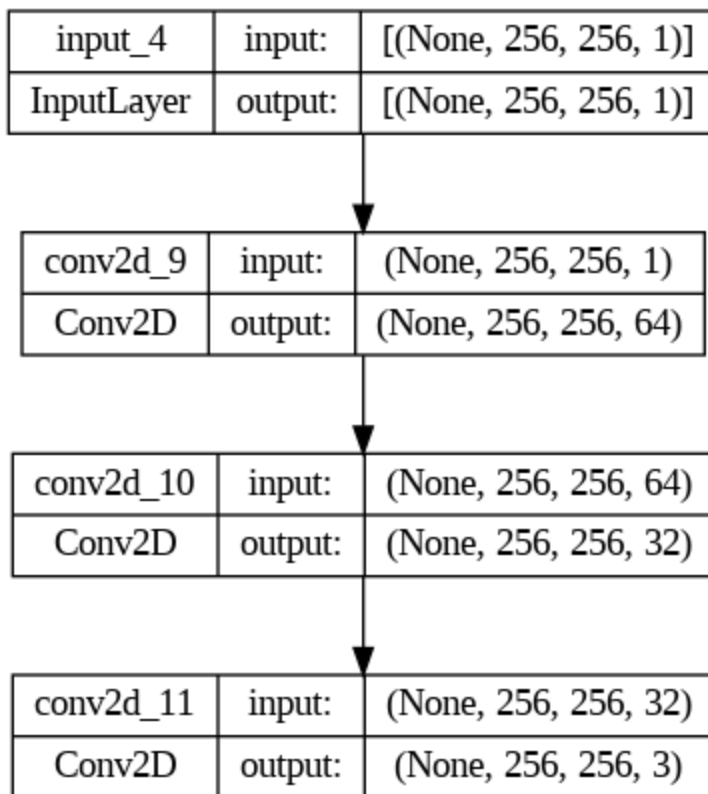 input_4 input: [(None, 256, 256, 1)]
InputLayer output: [(None, 256, 256, 1)]
conv2d_9 input: (None, 256, 256, 1)
Conv2D output: (None, 256, 256, 64)
conv2d_10 input: (None, 256, 256, 64)
Conv2D output: (None, 256, 256, 32)
conv2d_11 input: (None, 256, 256, 32)
Conv2D output: (None, 256, 256, 3)